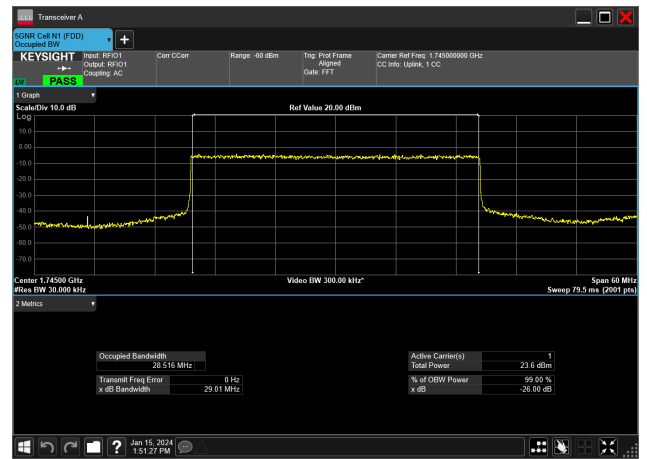 Transceiver A
5GNR Cell N1 (FDD)
Occupied BW
KEYSIGHT
LW PASS
Input: RFIO1
Output: RFIO1
Coupling: AC
Corr CCorr
Range: -60 dBm
Trig: Prot Frame
Aligned
Gate: FFT
Carrier Ref Freq: 1.745000000 GHz
CC Info: Uplink, 1 CC
1 Graph
Scale/Div 10.0 dB Ref Value 20.00 dBm
Log
10.0
0.00
-10.0
-20.0
-30.0
-40.0
-50.0
-60.0
-70.0
Center 1.74500 GHz Video BW 300.00 kHz* Span 60 MHz
#Res BW 30.000 kHz Sweep 79.5 ms (2001 pts)
2 Metrics
Occupied Bandwidth
28.516 MHz
Transmit Freq Error 0 Hz
x dB Bandwidth 29.01 MHz
Active Carrier(s) 1
Total Power 23.6 dBm
% of OBW Power 99.00 %
x dB -26.00 dB
Jan 15, 2024
1:51:27 PM